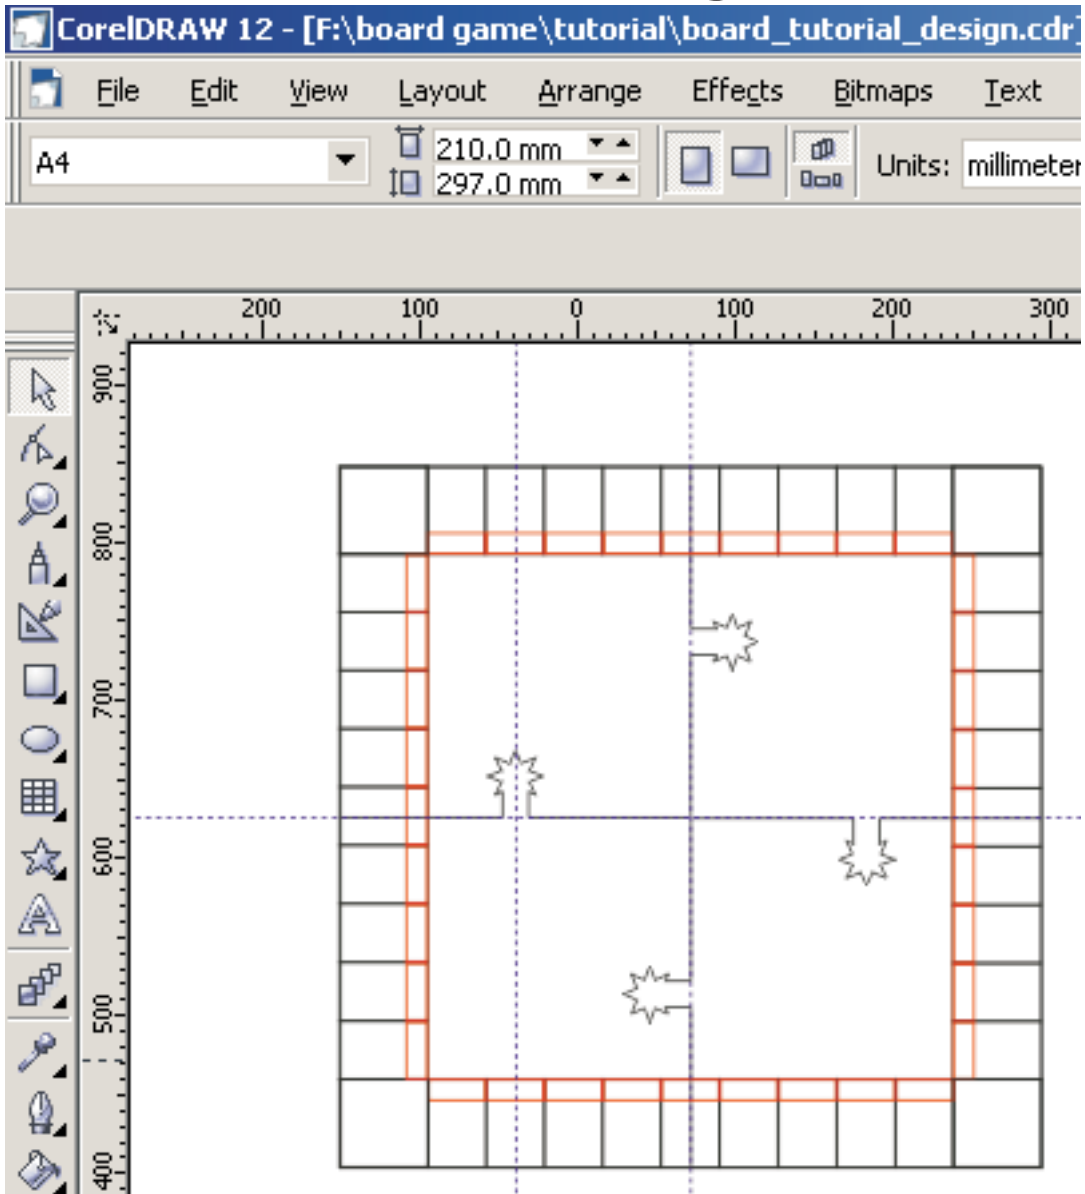 CorelDRAW 12 - [F:\board game\tutorial\board_tutorial_design.cdr]
File Edit View Layout Arrange Effects Bitmaps Text
A4 210.0 mm Units: millimeter
297.0 mm
200 100 0 100 200 300
900
800
700
600
500
400